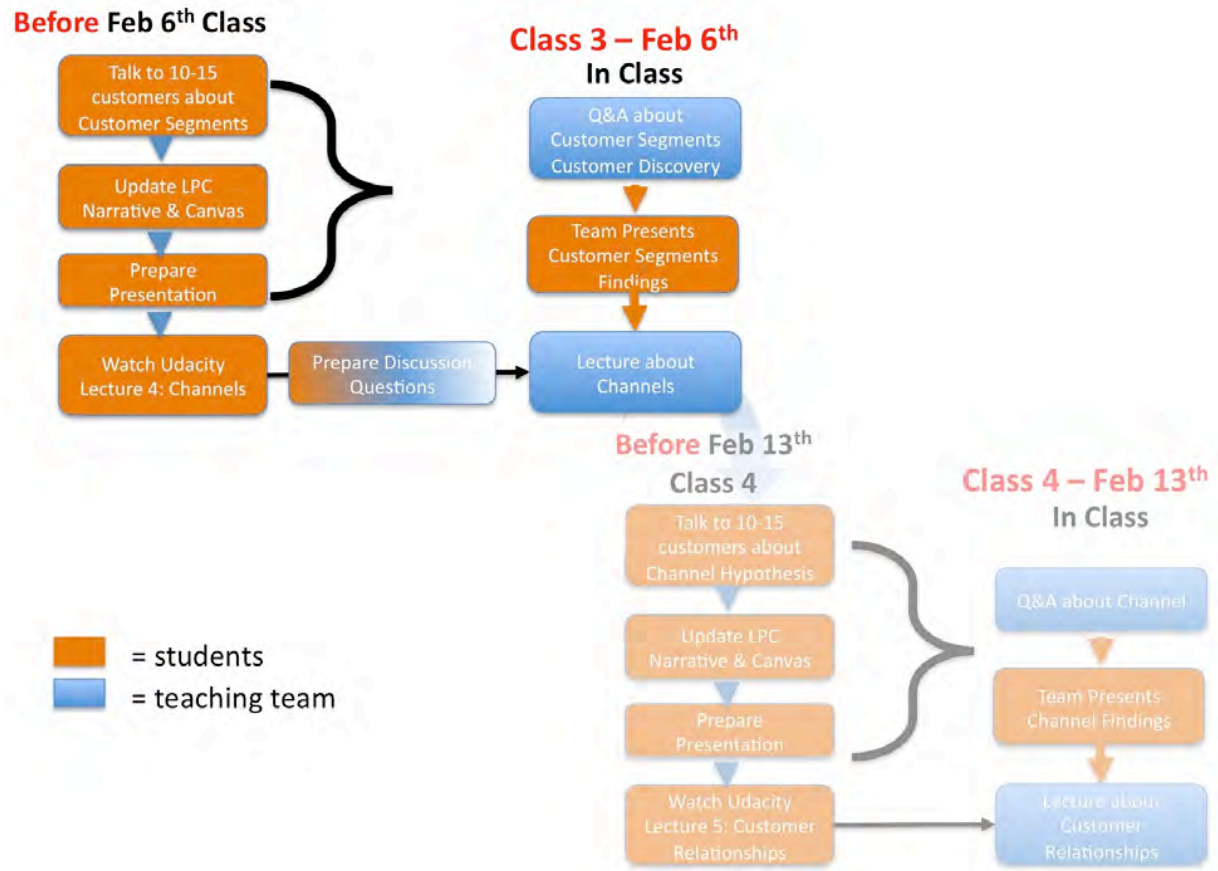 Before Feb 6th Class
Talk to 10-15
customers about
Customer Segments
Update LPC
Narrative & Canvas
Prepare
Presentation
Watch Udacity
Lecture 4: Channels
Prepare Discussion
Questions
Class 3 – Feb 6th
In Class
Q&A about
Customer Segments
Customer Discovery
Team Presents
Customer Segments
Findings
Lecture about
Channels
Before Feb 13th
Class 4
Talk to 10-15
customers about
Channel Hypothesis
Update LPC
Narrative & Canvas
Prepare
Presentation
Watch Udacity
Lecture 5: Customer
Relationships
Class 4 – Feb 13th
In Class
Q&A about Channel
Team Presents
Channel Findings
Lecture about
Customer
Relationships
= students
= teaching team